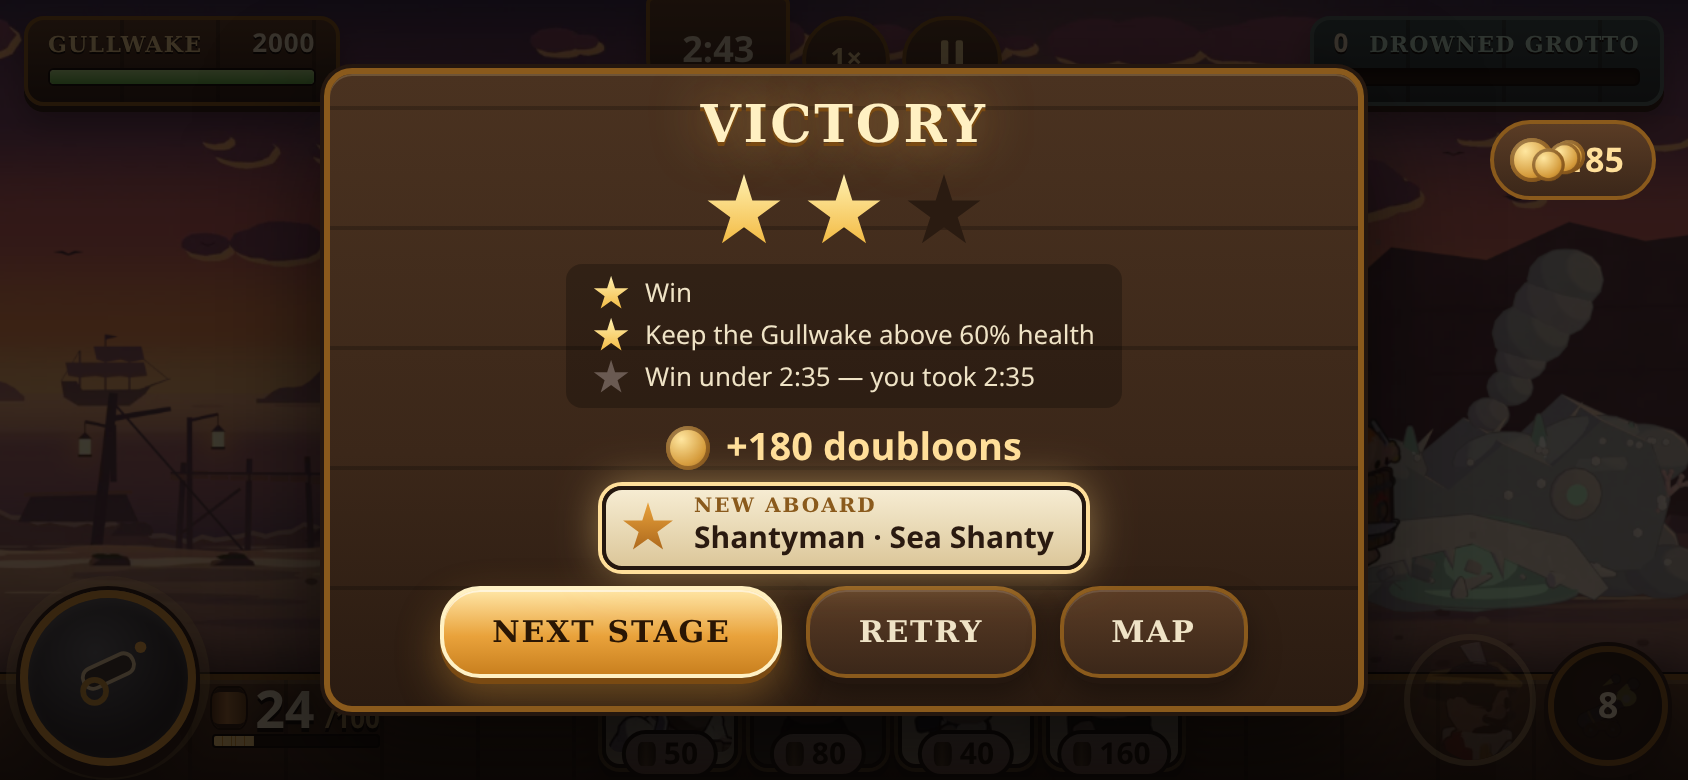 GULLWAKE 2000
2:43
1×
0 DROWNED GROTTO
VICTORY
85
Win
Keep the Gullwake above 60% health
Win under 2:35 — you took 2:35
+180 doubloons
NEW ABOARD
Shantyman · Sea Shanty
NEXT STAGE
RETRY
MAP
24 /100
50
80
40
160
8